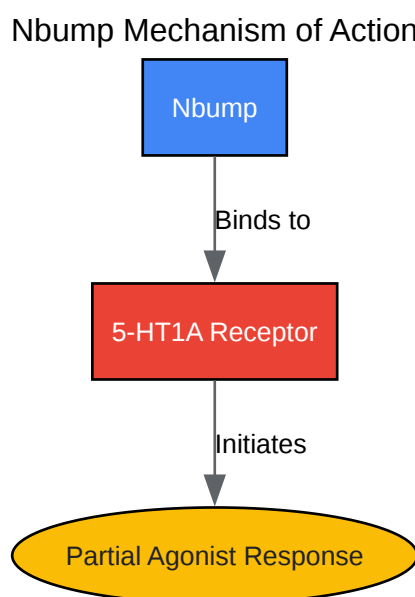 Nbump Mechanism of Action
Nbump
Binds to
5-HT1A Receptor
Initiates
Partial Agonist Response